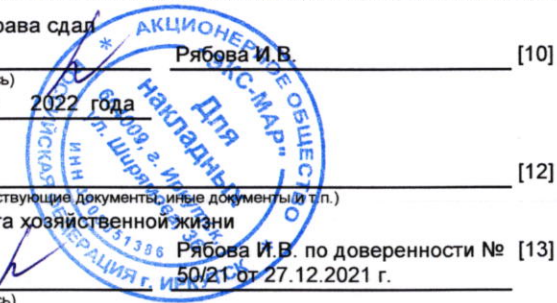 рава сдал
Рябова И.В. [10]
ь)
2022 года
[12]
ствующие документы, иные документы и т.п.)
та хозяйственной жизни
Рябова И.В. по доверенности № [13]
50/21 от 27.12.2021 г.
ь)
АКЦИОНЕРНОЕ ОБЩЕСТВО
РОССИЙСКАЯ ФЕДЕРАЦИЯ г. ИРКУТСК
Для
накладных
г. Иркутск,
ул. Ширямова
ИНН